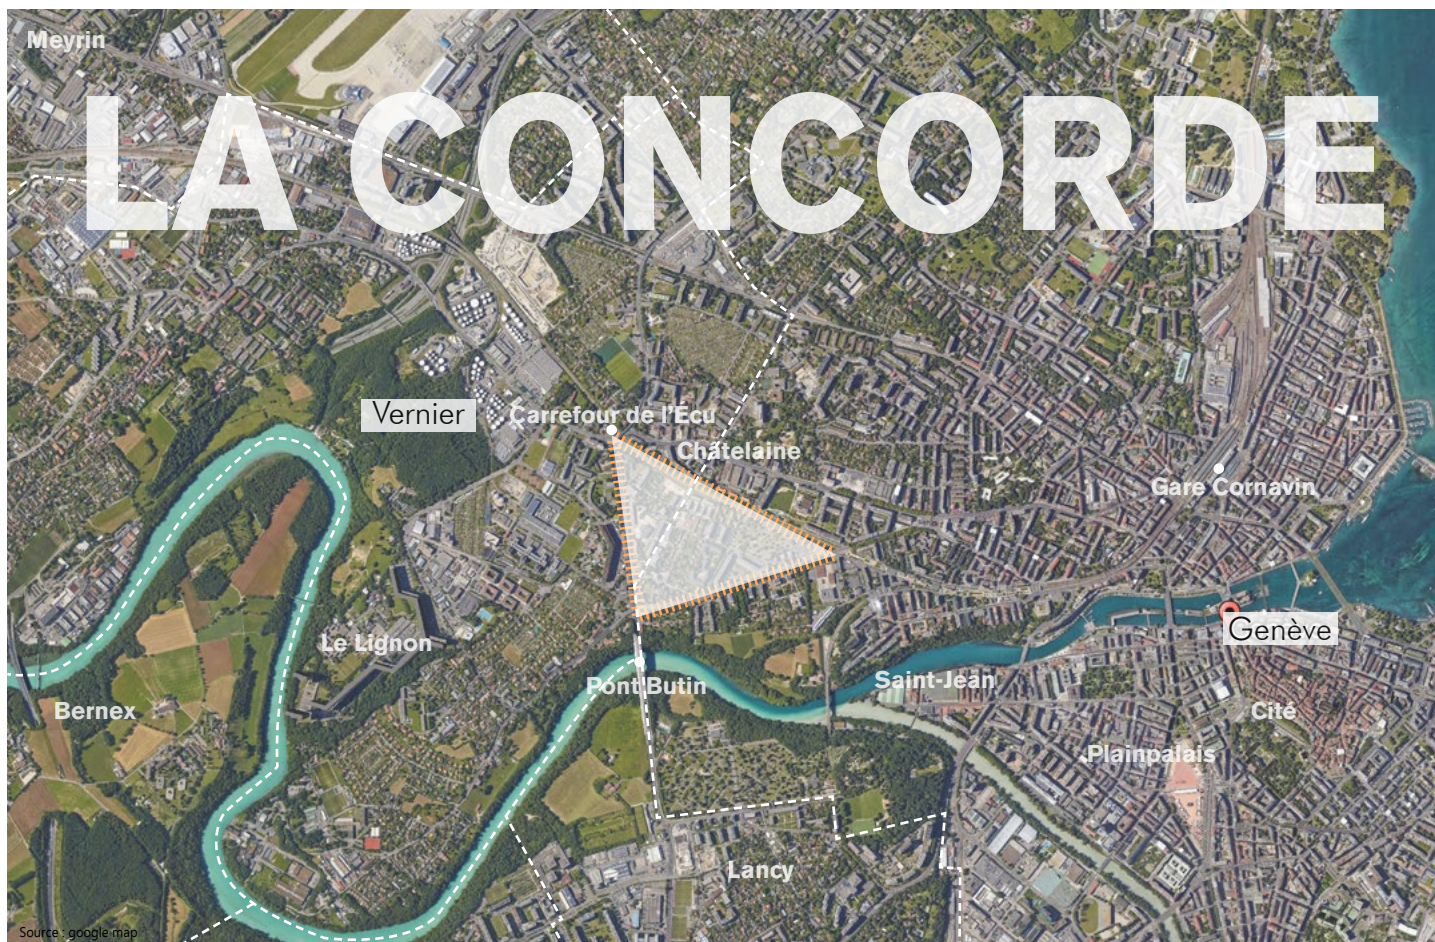 Meyrin
LA CONCORDE
Vernier
Carrefour de l'Écu
Châtelaine
Gare Cornavin
Genève
Le Lignon
Pont Butin
Saint-Jean
Bernex
Cité
Plainpalais
Lancy
Source : google map